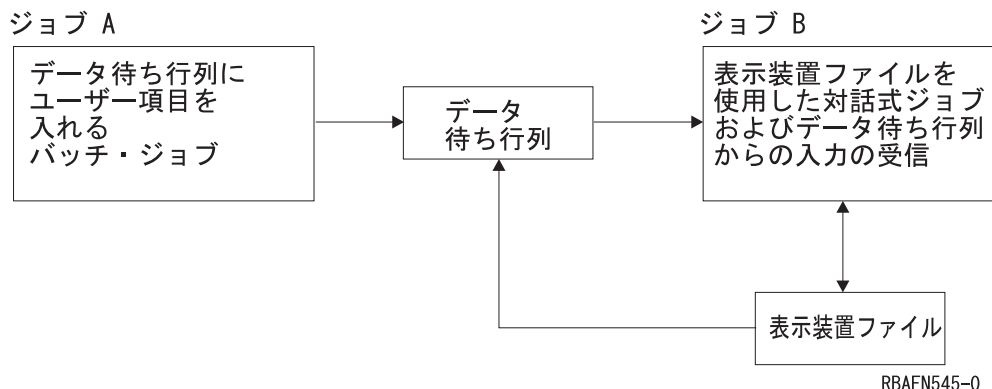 ジョブ A
データ待ち行列に
ユーザー項目を
入れる
バッチ・ジョブ
データ
待ち行列
ジョブ B
表示装置ファイルを
使用した対話式ジョブ
およびデータ待ち行列
からの入力の受信
表示装置ファイル
RBAFN545-0